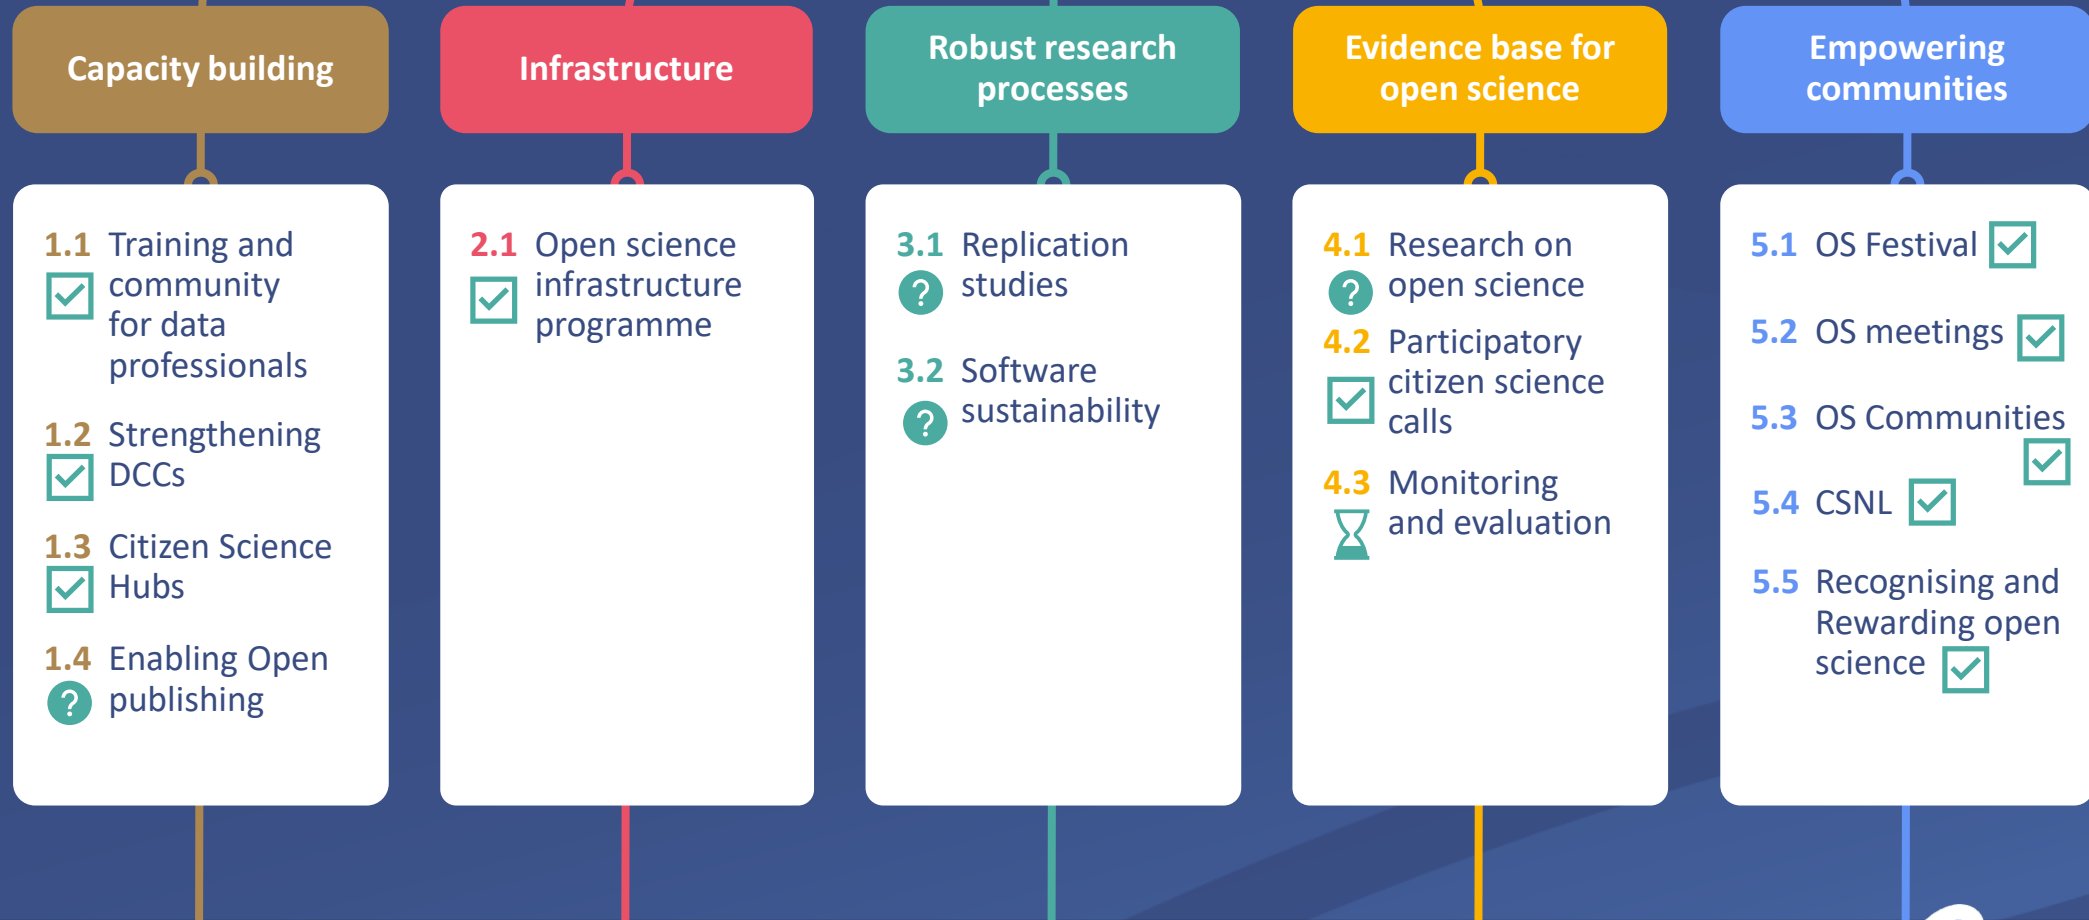 Capacity building
1.1 Training and
community
for data
professionals
1.2 Strengthening
DCCs
1.3 Citizen Science
Hubs
1.4 Enabling Open
? publishing
Infrastructure
2.1 Open science
infrastructure
programme
Robust research
processes
3.1 Replication
? studies
3.2 Software
? sustainability
Evidence base for
open science
4.1 Research on
? open science
4.2 Participatory
citizen science
calls
4.3 Monitoring
and evaluation
Empowering
communities
5.1 OS Festival
5.2 OS meetings
5.3 OS Communities
5.4 CSNL
5.5 Recognising and
Rewarding open
science